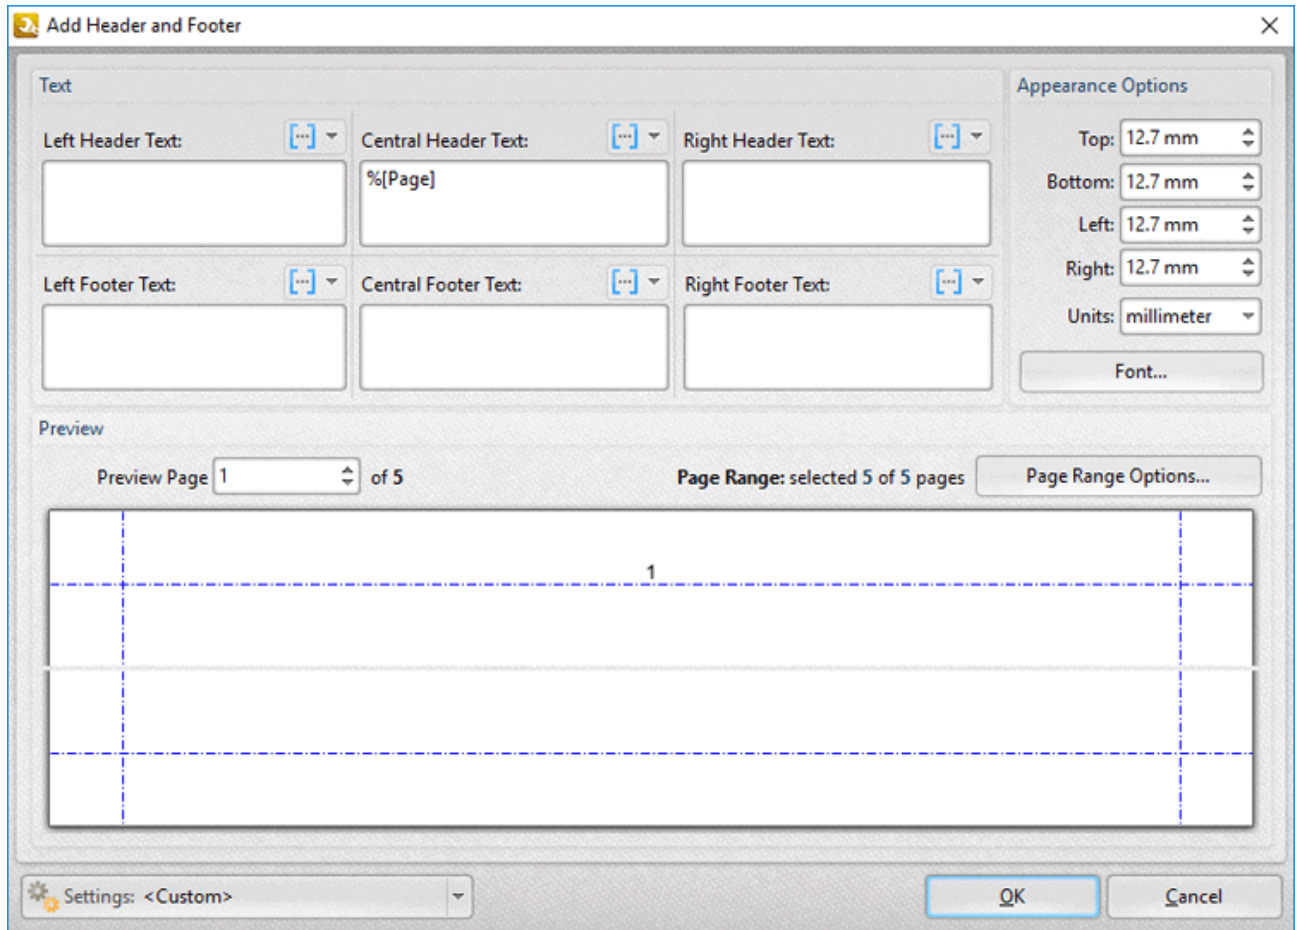 Add Header and Footer
Text
Appearance Options
Left Header Text:
Central Header Text:
Right Header Text:
%[Page]
Top: 12.7 mm
Bottom: 12.7 mm
Left: 12.7 mm
Left Footer Text:
Central Footer Text:
Right Footer Text:
Right: 12.7 mm
Units: millimeter
Font...
Preview
Preview Page 1 of 5
Page Range: selected 5 of 5 pages
Page Range Options...
1
Settings: <Custom>
OK
Cancel